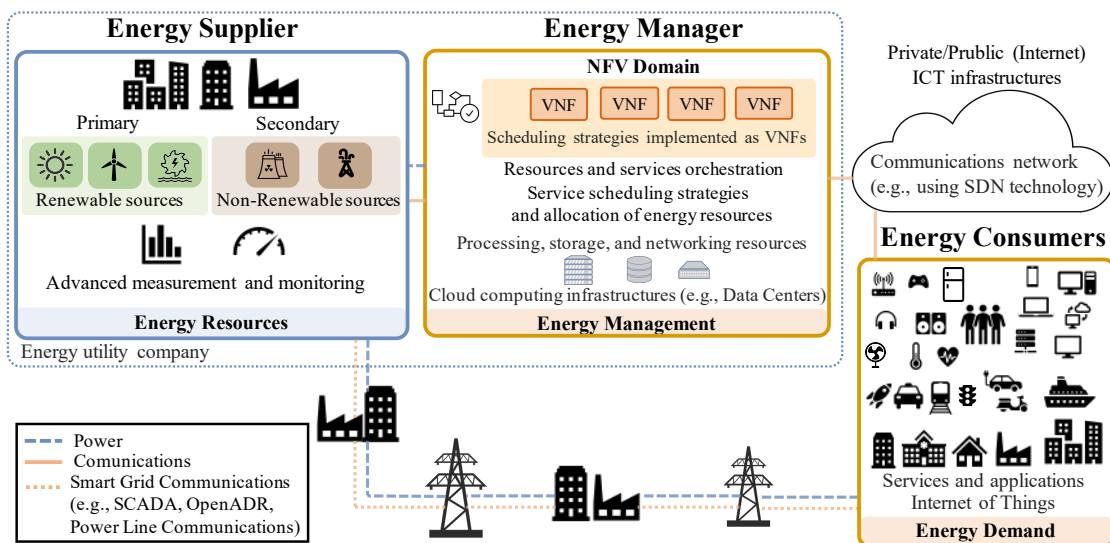 Energy Supplier
Primary
Secondary
Renewable sources
Non-Renewable sources
Advanced measurement and monitoring
Energy Resources
Energy utility company
Energy Manager
NFV Domain
VNF
VNF
VNF
VNF
Scheduling strategies implemented as VNFs
Resources and services orchestration
Service scheduling strategies
and allocation of energy resources
Processing, storage, and networking resources
Cloud computing infrastructures (e.g., Data Centers)
Energy Management
Private/Prublic (Internet)
ICT infrastructures
Communications network
(e.g., using SDN technology)
Energy Consumers
Services and applications
Internet of Things
Energy Demand
Power
Comunications
Smart Grid Communications
(e.g., SCADA, OpenADR,
Power Line Communications)